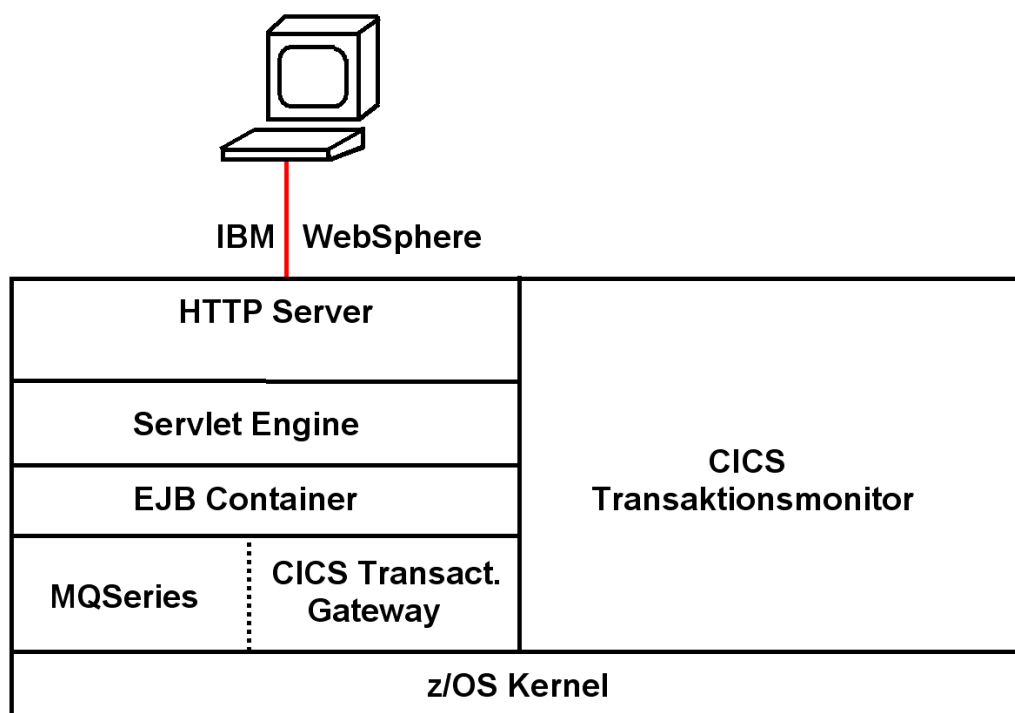 IBM WebSphere
HTTP Server
Servlet Engine
EJB Container
MQSeries
CICS Transact.
Gateway
CICS
Transaktionsmonitor
z/OS Kernel